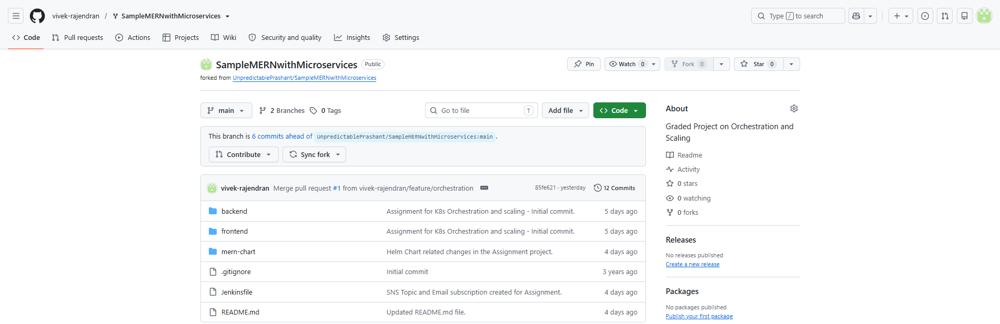 vivek-rajendran / SampleMERNwithMicroservices
Type / to search
Code Pull requests Actions Projects Wiki Security and quality Insights Settings
SampleMERNwithMicroservices Public
Pin Watch 0 Fork 0 Star 0
forked from UnpredictablePrashant/SampleMERNwithMicroservices
main 2 Branches 0 Tags Go to file T Add file Code
This branch is 6 commits ahead of UnpredictablePrashant/SampleMERNwithMicroservices:main .
Contribute Sync fork
vivek-rajendran Merge pull request #1 from vivek-rajendran/feature/orchestration 85fe621 · yesterday 12 Commits
backend Assignment for K8s Orchestration and scaling - Initial commit. 5 days ago
frontend Assignment for K8s Orchestration and scaling - Initial commit. 5 days ago
mern-chart Helm Chart related changes in the Assignment project. 4 days ago
.gitignore Initial commit 3 years ago
Jenkinsfile SNS Topic and Email subscription created for Assignment. 4 days ago
README.md Updated README.md file. 4 days ago
About
Graded Project on Orchestration and
Scaling
Readme
Activity
0 stars
0 watching
0 forks
Releases
No releases published
Create a new release
Packages
No packages published
Publish your first package